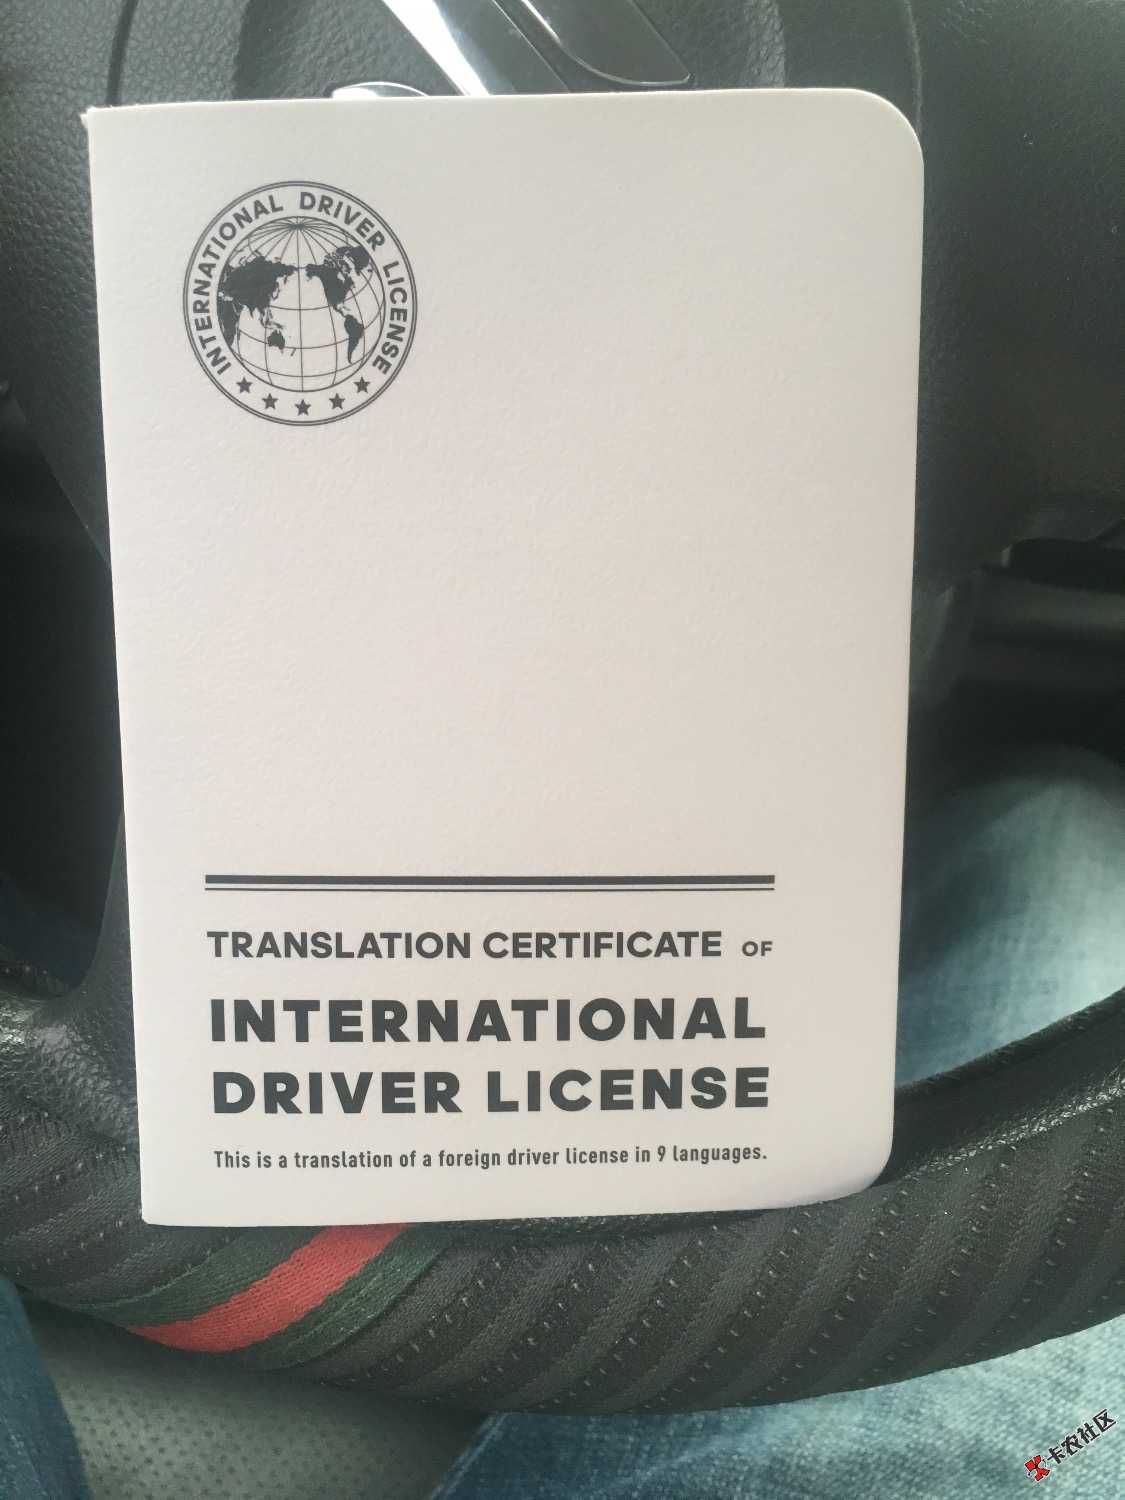 INTERNATIONAL DRIVER LICENSE
TRANSLATION CERTIFICATE OF
INTERNATIONAL
DRIVER LICENSE
This is a translation of a foreign driver license in 9 languages.
卡农社区